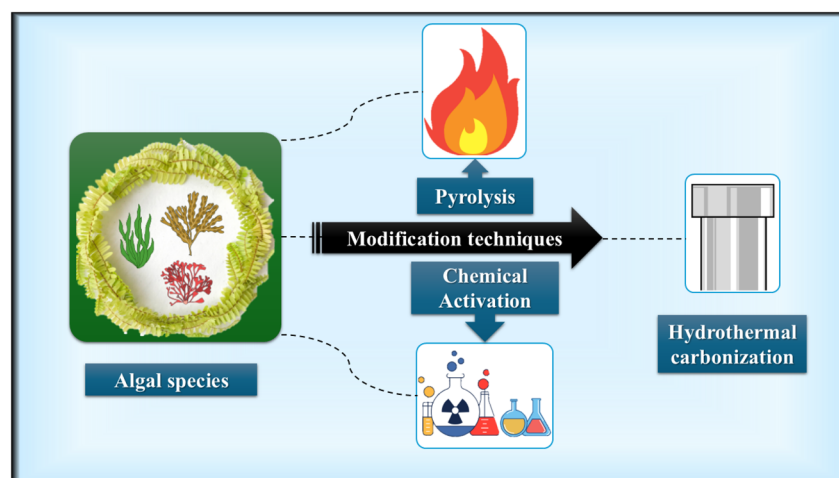 Pyrolysis
Modification techniques
Chemical
Activation
Hydrothermal
carbonization
Algal species